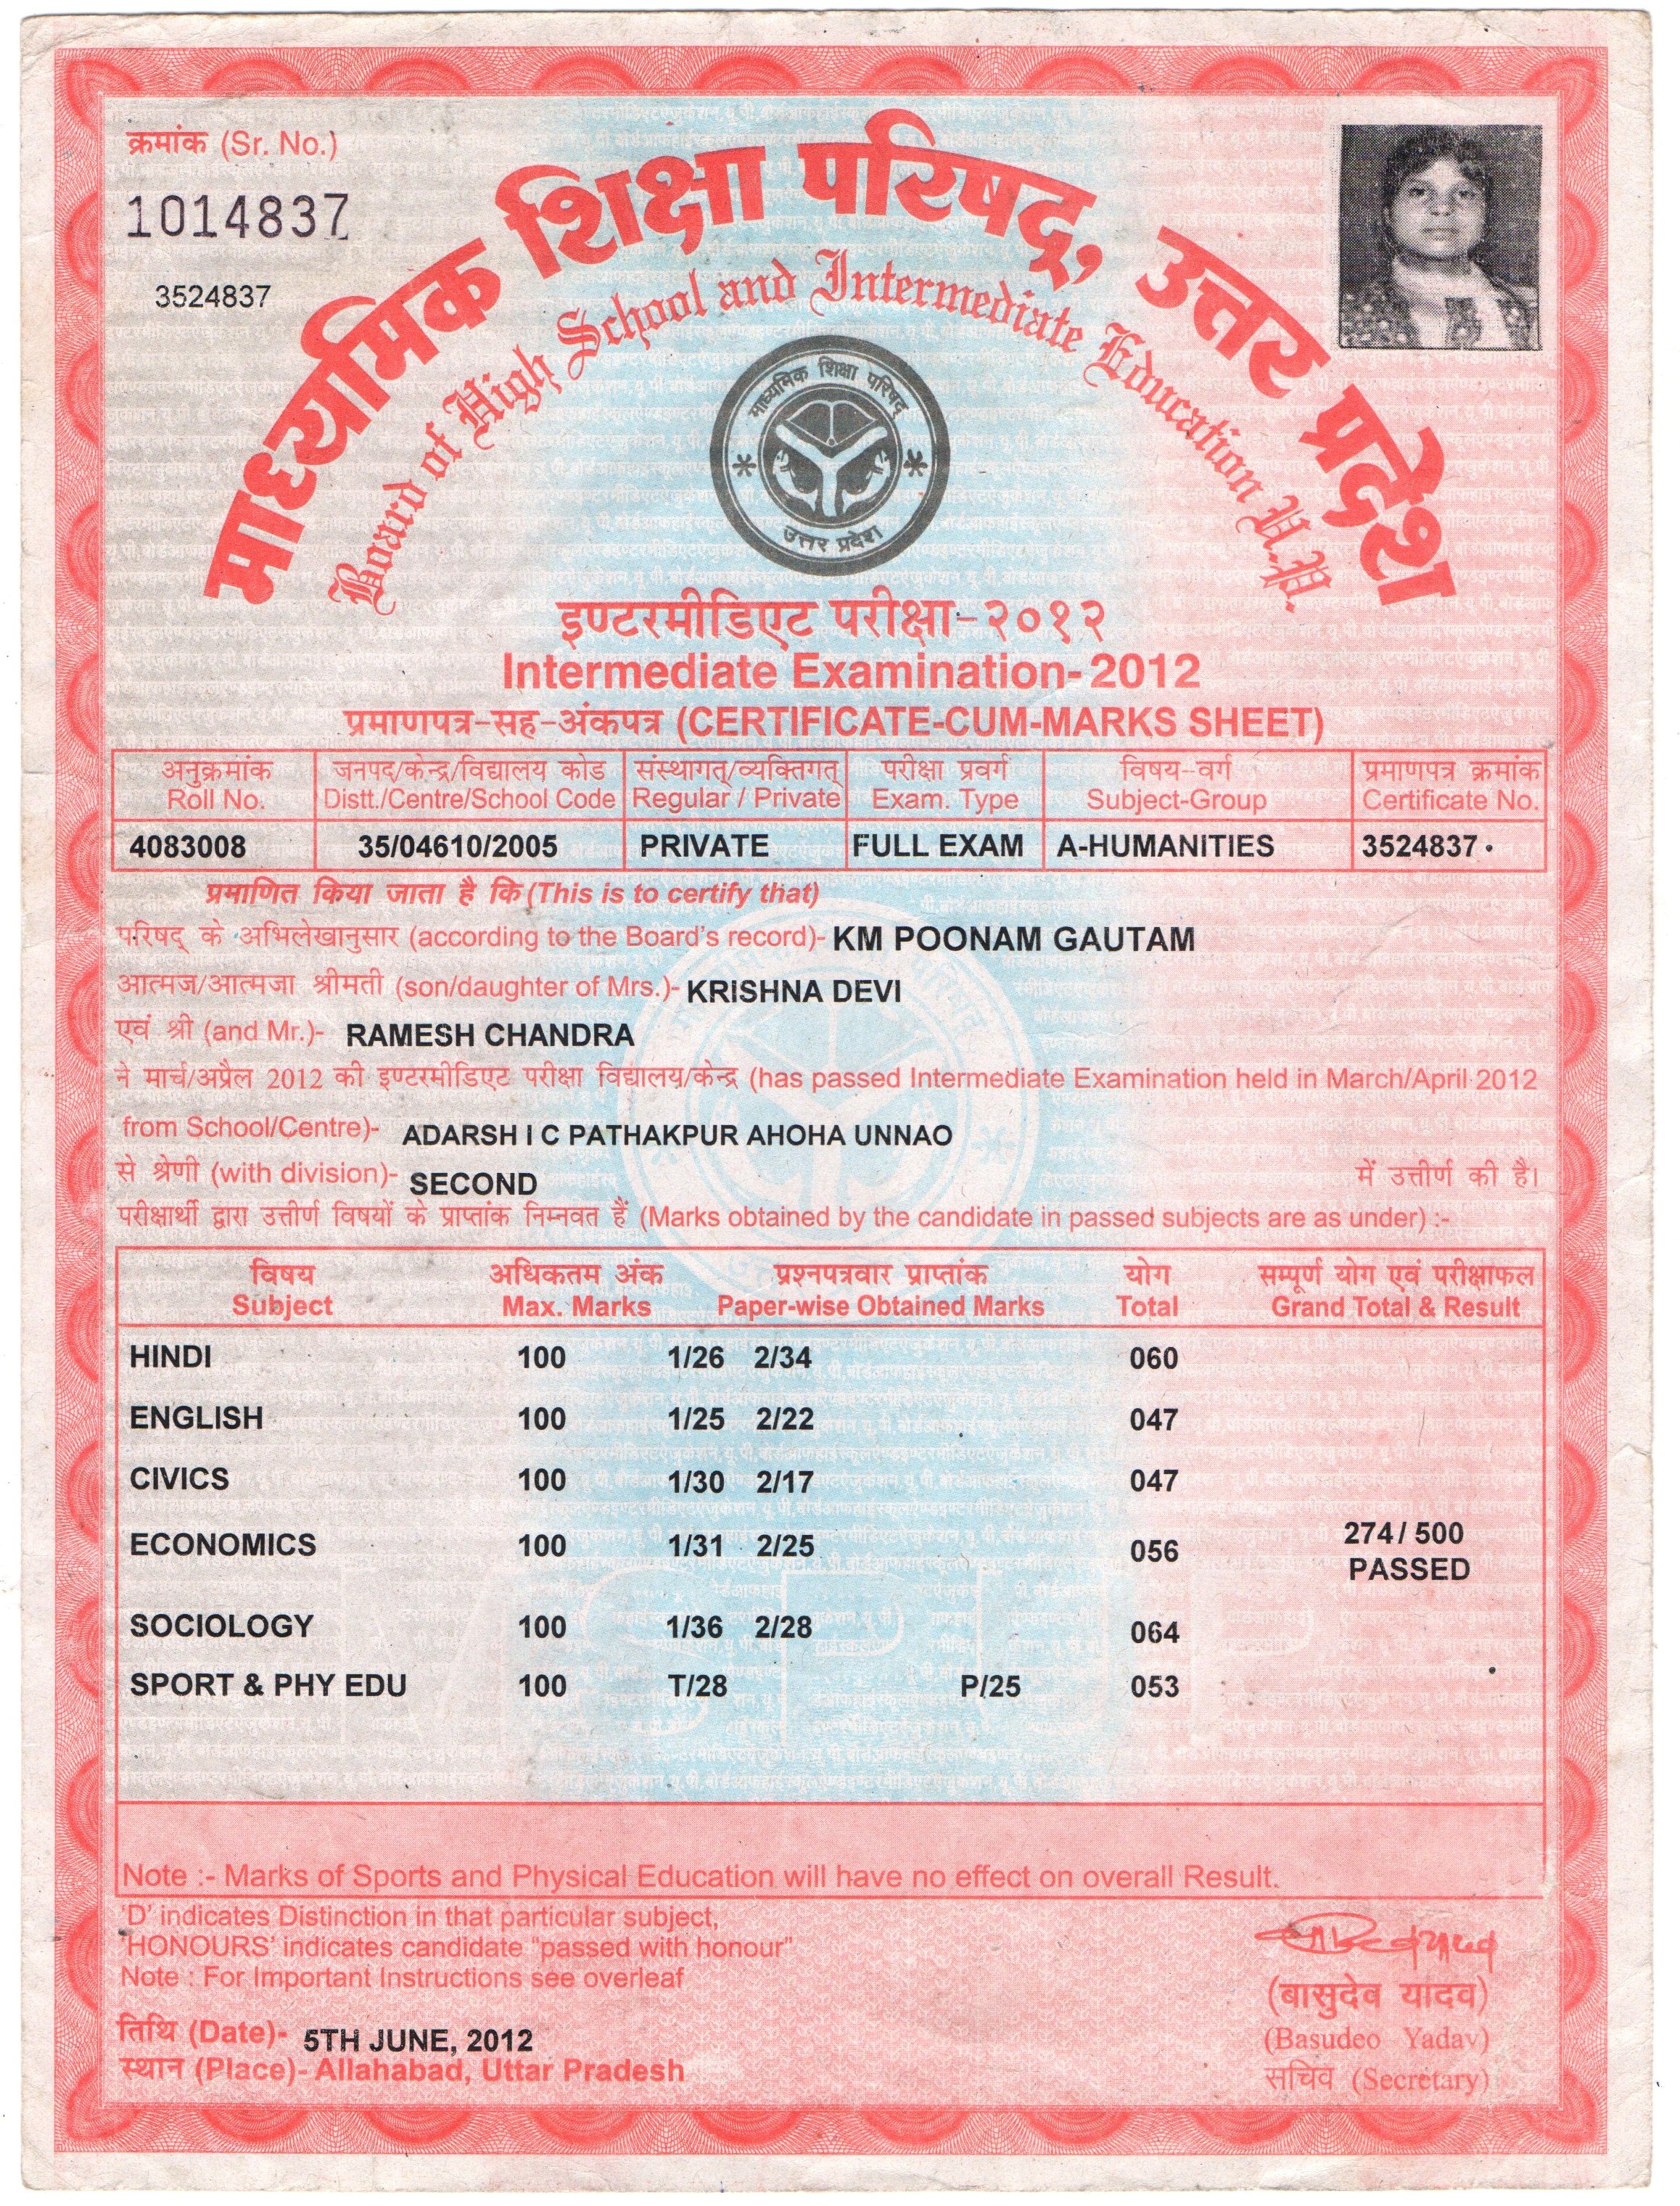 क्रमांक (Sr. No.)
1014837
3524837
माध्यमिक शिक्षा परिषद्, उत्तर प्रदेश
Board of High School and Intermediate Education U.P.
माध्यमिक शिक्षा परिषद्
उत्तर प्रदेश
इण्टरमीडिएट परीक्षा-२०१२
Intermediate Examination-2012
प्रमाणपत्र-सह-अंकपत्र (CERTIFICATE-CUM-MARKS SHEET)
अनुक्रमांक जनपद/केन्द्र/विद्यालय कोड संस्थागत्/व्यक्तिगत् परीक्षा प्रवर्ग विषय-वर्ग प्रमाणपत्र क्रमांक
Roll No. Distt./Centre/School Code Regular / Private Exam. Type Subject-Group Certificate No.
4083008 35/04610/2005 PRIVATE FULL EXAM A-HUMANITIES 3524837
प्रमाणित किया जाता है कि (This is to certify that)
परिषद् के अभिलेखानुसार (according to the Board's record)- KM POONAM GAUTAM
आत्मज/आत्मजा श्रीमती (son/daughter of Mrs.)- KRISHNA DEVI
एवं श्री (and Mr.)- RAMESH CHANDRA
ने मार्च/अप्रैल 2012 की इण्टरमीडिएट परीक्षा विद्यालय/केन्द्र (has passed Intermediate Examination held in March/April 2012
from School/Centre)- ADARSH I C PATHAKPUR AHOHA UNNAO
से श्रेणी (with division)- SECOND में उत्तीर्ण की है।
परीक्षार्थी द्वारा उत्तीर्ण विषयों के प्राप्तांक निम्नवत हैं (Marks obtained by the candidate in passed subjects are as under) :-
विषय अधिकतम अंक प्रश्नपत्रवार प्राप्तांक योग सम्पूर्ण योग एवं परीक्षाफल
Subject Max. Marks Paper-wise Obtained Marks Total Grand Total & Result
HINDI 100 1/26 2/34 060
ENGLISH 100 1/25 2/22 047
CIVICS 100 1/30 2/17 047
ECONOMICS 100 1/31 2/25 056 274 / 500
PASSED
SOCIOLOGY 100 1/36 2/28 064
SPORT & PHY EDU 100 T/28 P/25 053
Note :- Marks of Sports and Physical Education will have no effect on overall Result.
'D' indicates Distinction in that particular subject,
'HONOURS' indicates candidate "passed with honour"
Note : For Important Instructions see overleaf
तिथि (Date)- 5TH JUNE, 2012
स्थान (Place)- Allahabad, Uttar Pradesh
(बासुदेव यादव)
(Basudeo Yadav)
सचिव (Secretary)